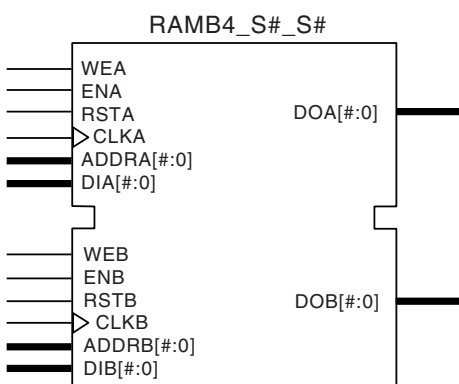 RAMB4_S#_S#
WEA
ENA
RSTA
CLKA
ADDRA[#:0]
DIA[#:0]
DOA[#:0]
WEB
ENB
RSTB
CLKB
ADDRB[#:0]
DIB[#:0]
DOB[#:0]